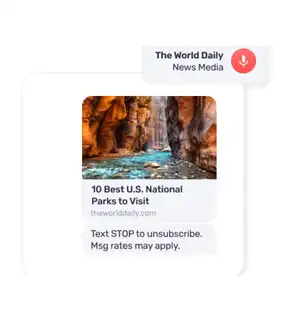 The World Daily
News Media
10 Best U.S. National
Parks to Visit
theworlddaily.com
Text STOP to unsubscribe.
Msg rates may apply.